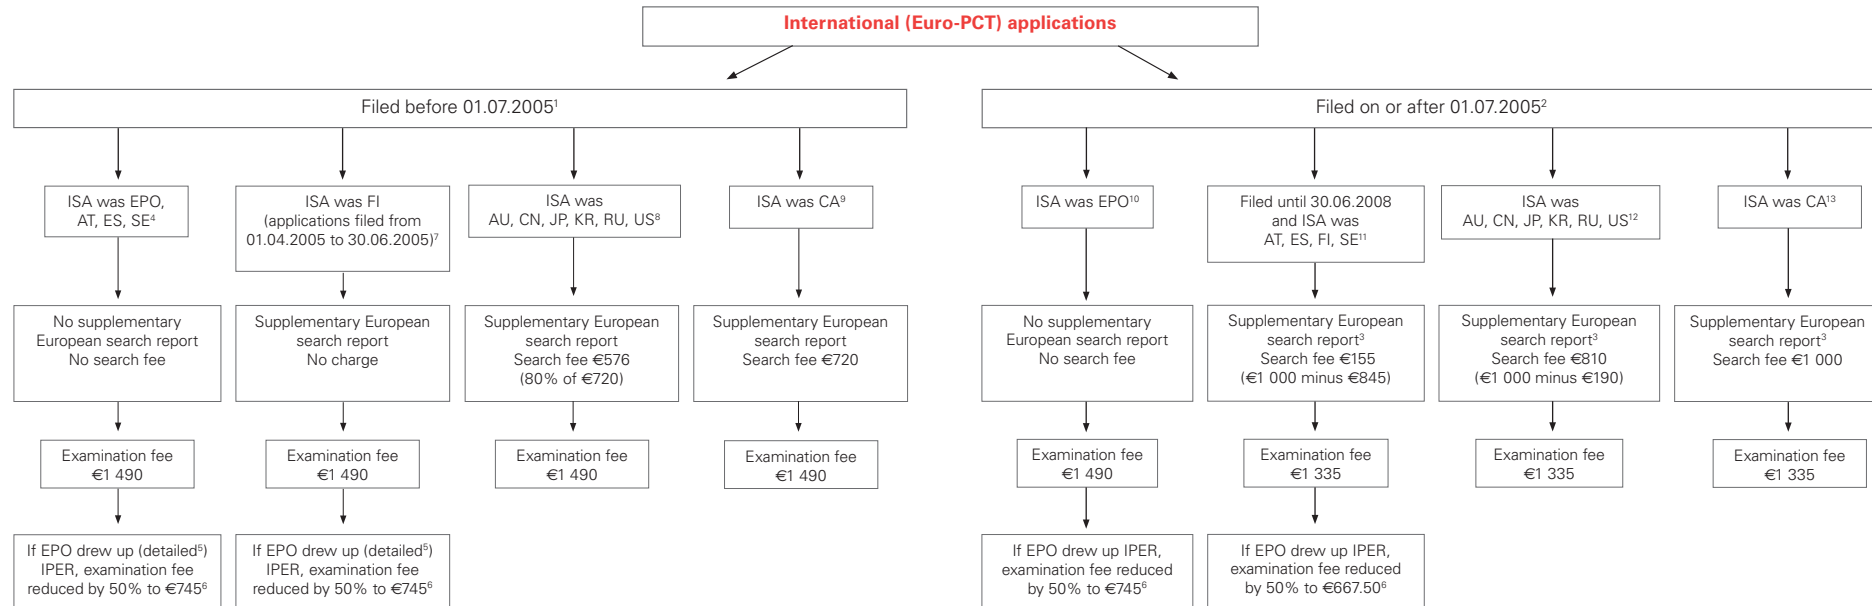 International (Euro-PCT) applications
Filed before 01.07.2005¹
ISA was EPO,
AT, ES, SE⁴
No supplementary
European search report
No search fee
Examination fee
€1 490
If EPO drew up (detailed⁵)
IPER, examination fee
reduced by 50% to €745⁶
ISA was FI
(applications filed from
01.04.2005 to 30.06.2005)⁷
Supplementary European
search report
No charge
Examination fee
€1 490
If EPO drew up (detailed⁵)
IPER, examination fee
reduced by 50% to €745⁶
ISA was
AU, CN, JP, KR, RU, US⁸
Supplementary European
search report
Search fee €576
(80% of €720)
Examination fee
€1 490
ISA was CA⁹
Supplementary European
search report
Search fee €720
Examination fee
€1 490
Filed on or after 01.07.2005²
ISA was EPO¹⁰
No supplementary
European search report
No search fee
Examination fee
€1 490
If EPO drew up IPER,
examination fee reduced
by 50% to €745⁶
Filed until 30.06.2008
and ISA was
AT, ES, FI, SE¹¹
Supplementary European
search report³
Search fee €155
(€1 000 minus €845)
Examination fee
€1 335
If EPO drew up IPER,
examination fee reduced
by 50% to €667.50⁶
ISA was
AU, CN, JP, KR, RU, US¹²
Supplementary European
search report³
Search fee €810
(€1 000 minus €190)
Examination fee
€1 335
ISA was CA¹³
Supplementary European
search report³
Search fee €1 000
Examination fee
€1 335